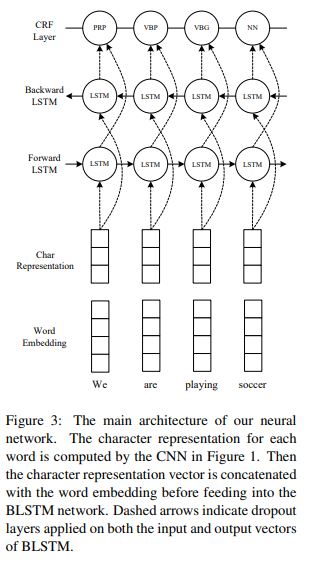 CRF
Layer
PRP VBP VBG NN
Backward
LSTM
LSTM LSTM LSTM LSTM
Forward
LSTM
LSTM LSTM LSTM LSTM
Char
Representation
Word
Embedding
We are playing soccer
Figure 3: The main architecture of our neural
network. The character representation for each
word is computed by the CNN in Figure 1. Then
the character representation vector is concatenated
with the word embedding before feeding into the
BLSTM network. Dashed arrows indicate dropout
layers applied on both the input and output vectors
of BLSTM.